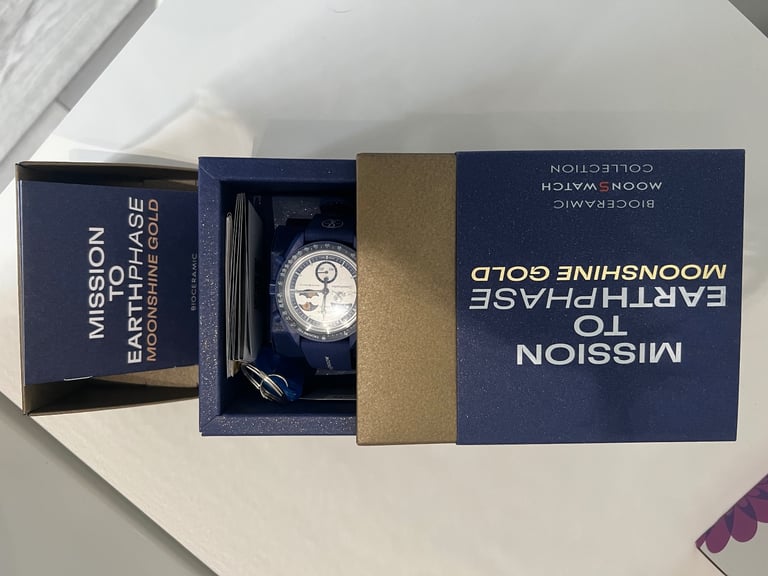 MISSION
TO
EARTHPHASE
MOONSHINE GOLD
BIOCERAMIC
MISSION
TO
EARTHPHASE
MOONSHINE GOLD
BIOCERAMIC
MOONSWATCH
COLLECTION